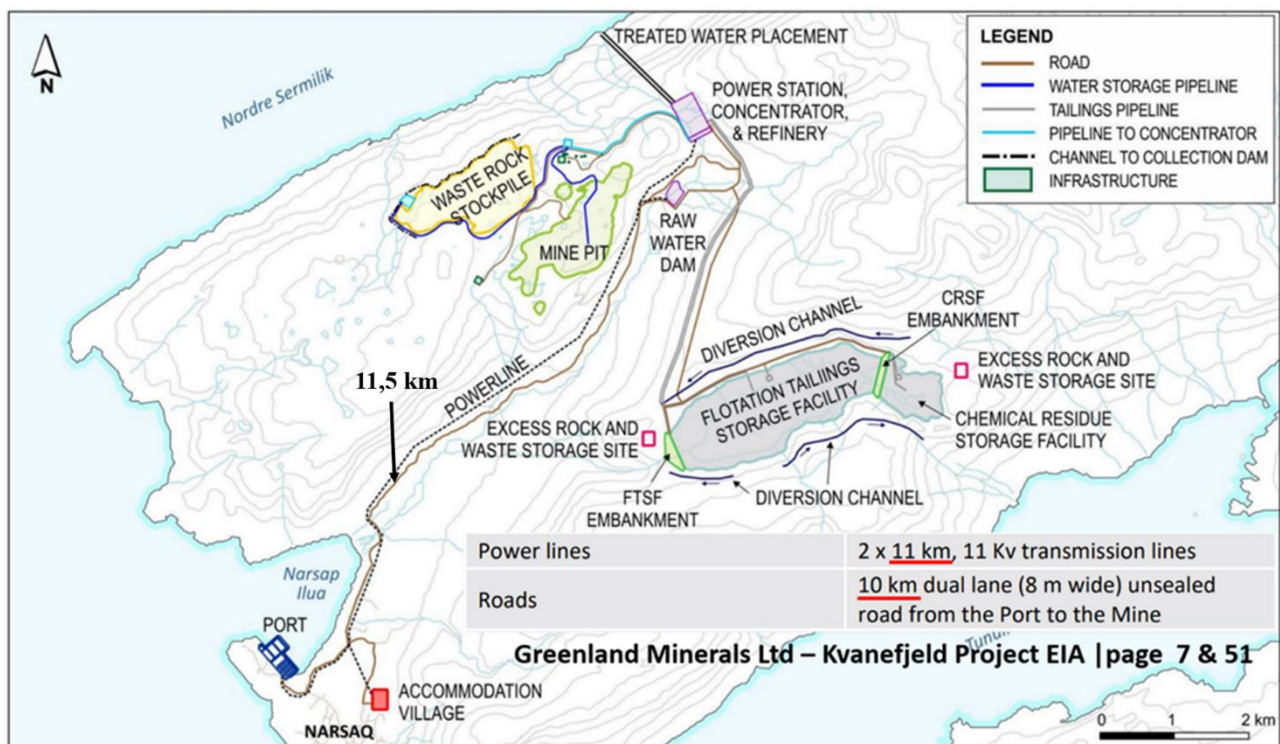 TREATED WATER PLACEMENT
N
Nordre Sermilik
POWER STATION,
CONCENTRATOR,
& REFINERY
LEGEND
ROAD
WATER STORAGE PIPELINE
TAILINGS PIPELINE
PIPELINE TO CONCENTRATOR
CHANNEL TO COLLECTION DAM
INFRASTRUCTURE
WASTE ROCK
STOCKPILE
MINE PIT
RAW
WATER
DAM
CRSF
EMBANKMENT
DIVERSION CHANNEL
EXCESS ROCK AND
WASTE STORAGE SITE
11,5 km
POWERLINE
FLOTATION TAILIINGS
STORAGE FACILITY
CHEMICAL RESIDUE
STORAGE FACILITY
EXCESS ROCK AND
WASTE STORAGE SITE
FTSF
EMBANKMENT
DIVERSION CHANNEL
Power lines 2 x 11 km, 11 Kv transmission lines
Roads 10 km dual lane (8 m wide) unsealed
road from the Port to the Mine
Narsap
Ilua
PORT
Greenland Minerals Ltd – Kvanefjeld Project EIA |page 7 & 51
ACCOMMODATION
VILLAGE
NARSAQ
0 1 2 km